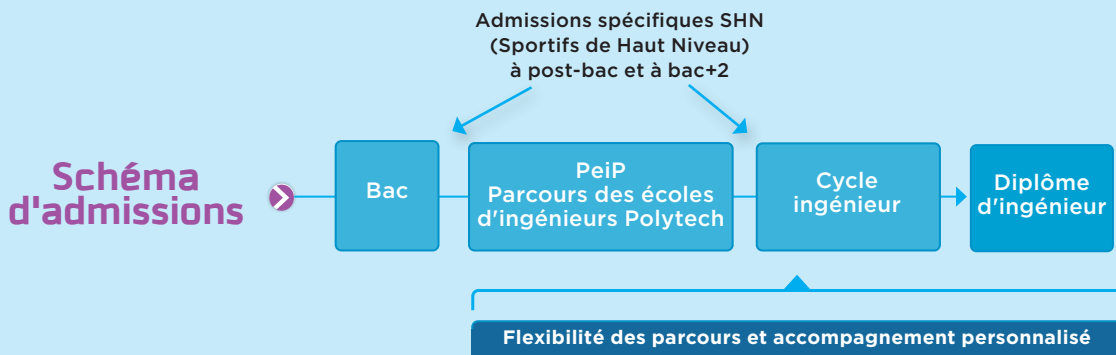 Admissions spécifiques SHN
(Sportifs de Haut Niveau)
à post-bac et à bac+2
Schéma
d'admissions
Bac
PeiP
Parcours des écoles
d'ingénieurs Polytech
Cycle
ingénieur
Diplôme
d'ingénieur
Flexibilité des parcours et accompagnement personnalisé